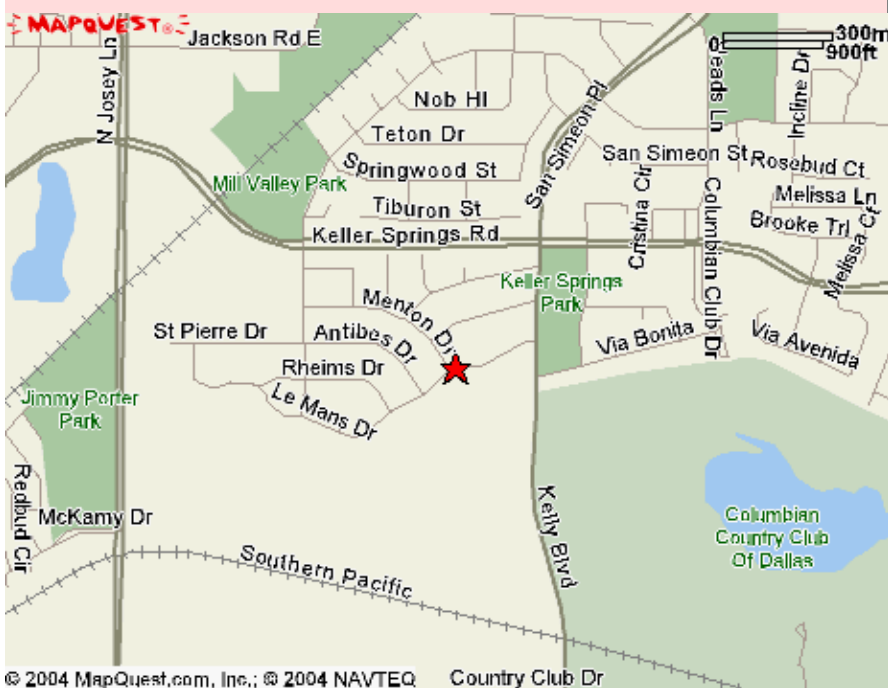 MAPQUEST
Jackson Rd E
300m
0
900ft
N Josey Ln
Nob Hl
Incline Dr
Teton Dr
San Simeon Pl
San Simeon St
Rosebud Ct
Springwood St
Mill Valley Park
Cristina Cir
Columbian Club Dr
Melissa Ln
Tiburon St
Brooke Trl
Melissa Ct
Keller Springs Rd
Keller Springs
Park
Menton Dr
St Pierre Dr
Antibes Dr
Via Bonita
Via Avenida
Rheims Dr
Jimmy Porter
Park
Le Mans Dr
Redbud Cir
McKamy Dr
Kelly Blvd
Columbian
Country Club
Of Dallas
Southern Pacific
© 2004 MapQuest.com, Inc.; © 2004 NAVTEQ
Country Club Dr